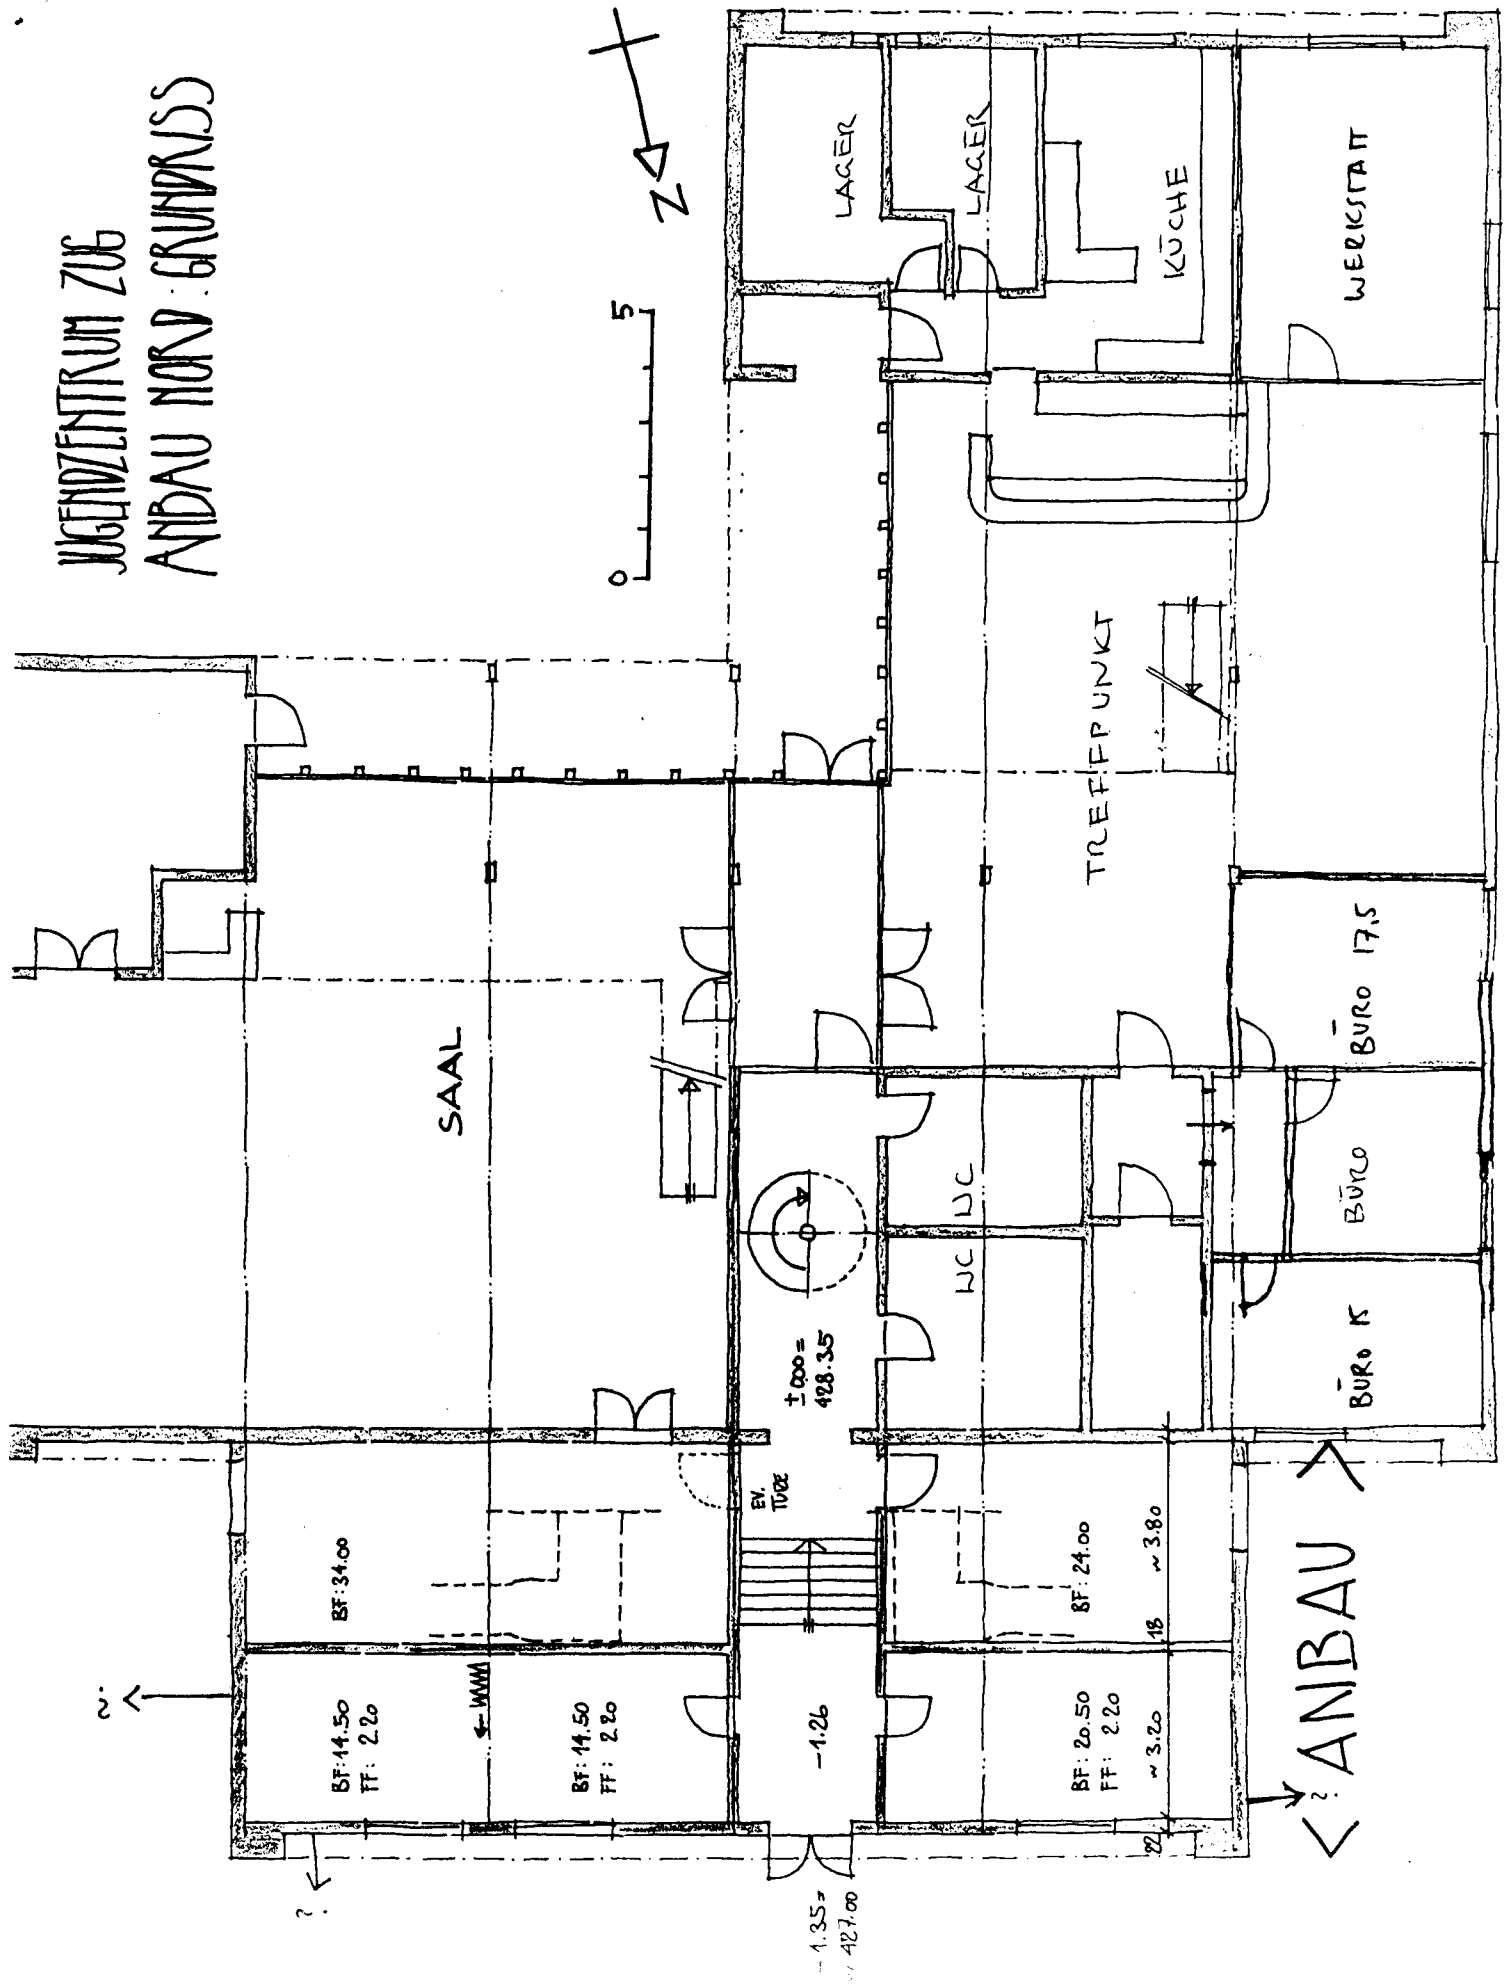 JUGENDZENTRUM ZUG
ANBAU NORD : GRUNDRISS
N
0 5
LAGER
LAGER
KÜCHE
WERKSTATT
SAAL
TREFFPUNKT
BÜRO 17,5
BÜRO
BÜRO 15
WC
WC
±0.00=
428.35
EV.
TÜRE
BF: 34.00
BF: 24.00
~ 3.80
18
BF: 14.50
FF: 2.20
BF: 14.50
FF: 2.20
-1.26
BF: 20.50
FF: 2.20
~ 3.20
22
< ANBAU >
?
?
?
-1.35=
~ 427.00